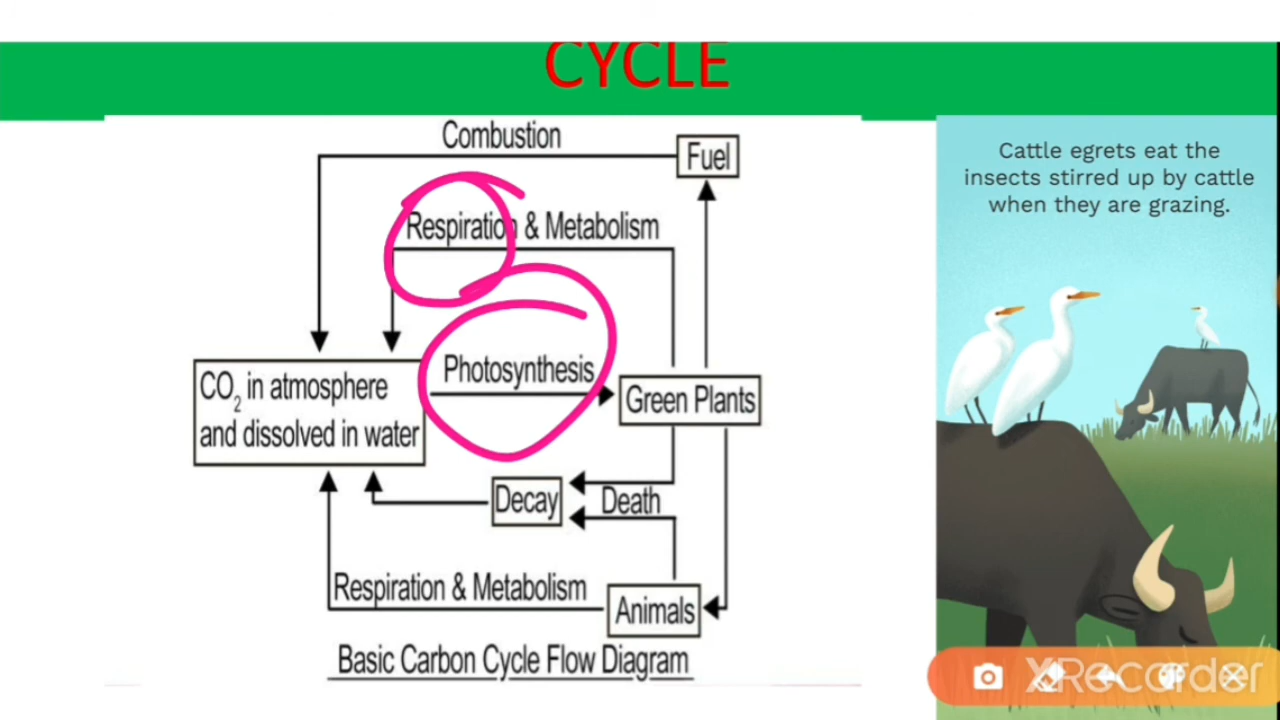 CYCLE
Combustion
Fuel
Respiration & Metabolism
Photosynthesis
CO₂ in atmosphere
and dissolved in water
Green Plants
Decay
Death
Respiration & Metabolism
Animals
Basic Carbon Cycle Flow Diagram
Cattle egrets eat the
insects stirred up by cattle
when they are grazing.
XRecorder